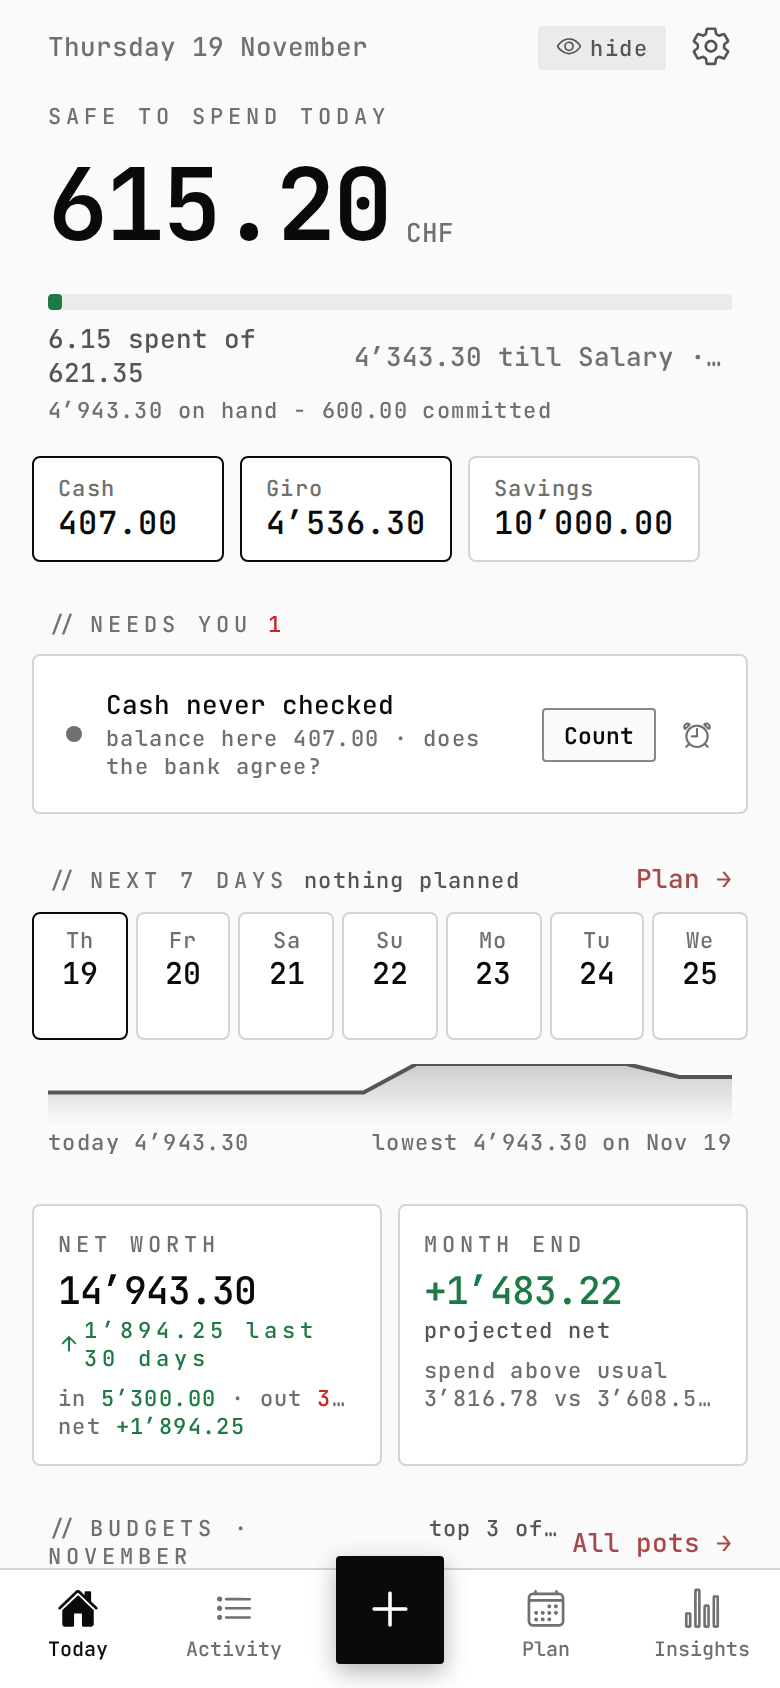 Thursday 19 November
hide
SAFE TO SPEND TODAY
615.20 CHF
6.15 spent of
621.35
4’343.30 till Salary ·…
4’943.30 on hand - 600.00 committed
Cash
407.00
Giro
4’536.30
Savings
10’000.00
// NEEDS YOU 1
Cash never checked
balance here 407.00 · does
the bank agree?
Count
// NEXT 7 DAYS nothing planned
Plan →
Th
19
Fr
20
Sa
21
Su
22
Mo
23
Tu
24
We
25
today 4’943.30
lowest 4’943.30 on Nov 19
NET WORTH
14’943.30
↑ 1’894.25 last
30 days
in 5’300.00 · out 3…
net +1’894.25
MONTH END
+1’483.22
projected net
spend above usual
3’816.78 vs 3’608.5…
// BUDGETS ·
NOVEMBER
top 3 of…
All pots →
Today
Activity
+
Plan
Insights